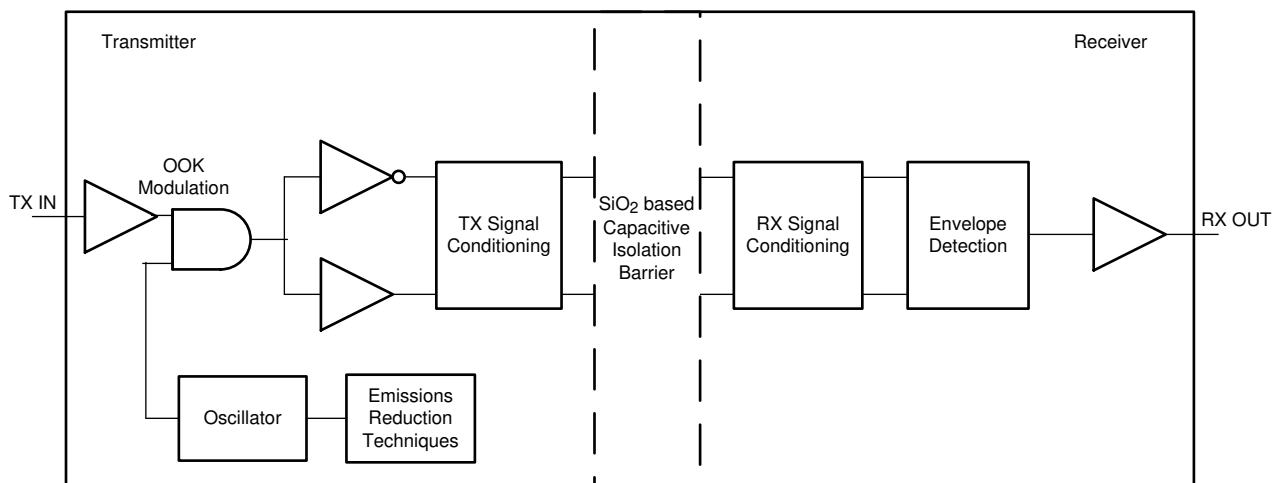 Transmitter
Receiver
OOK
Modulation
TX IN
TX Signal
Conditioning
SiO2 based
Capacitive
Isolation
Barrier
RX Signal
Conditioning
Envelope
Detection
RX OUT
Oscillator
Emissions
Reduction
Techniques